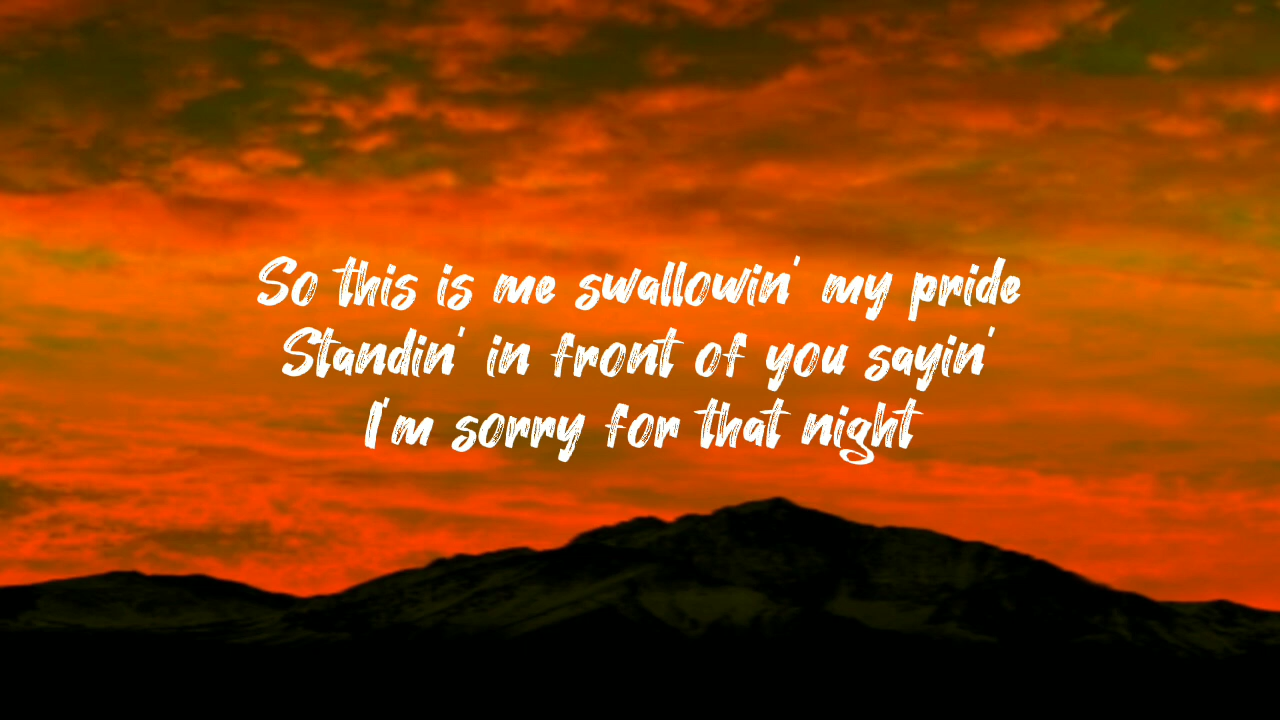 So this is me swallowin' my pride
Standin' in front of you sayin'
I'm sorry for that night